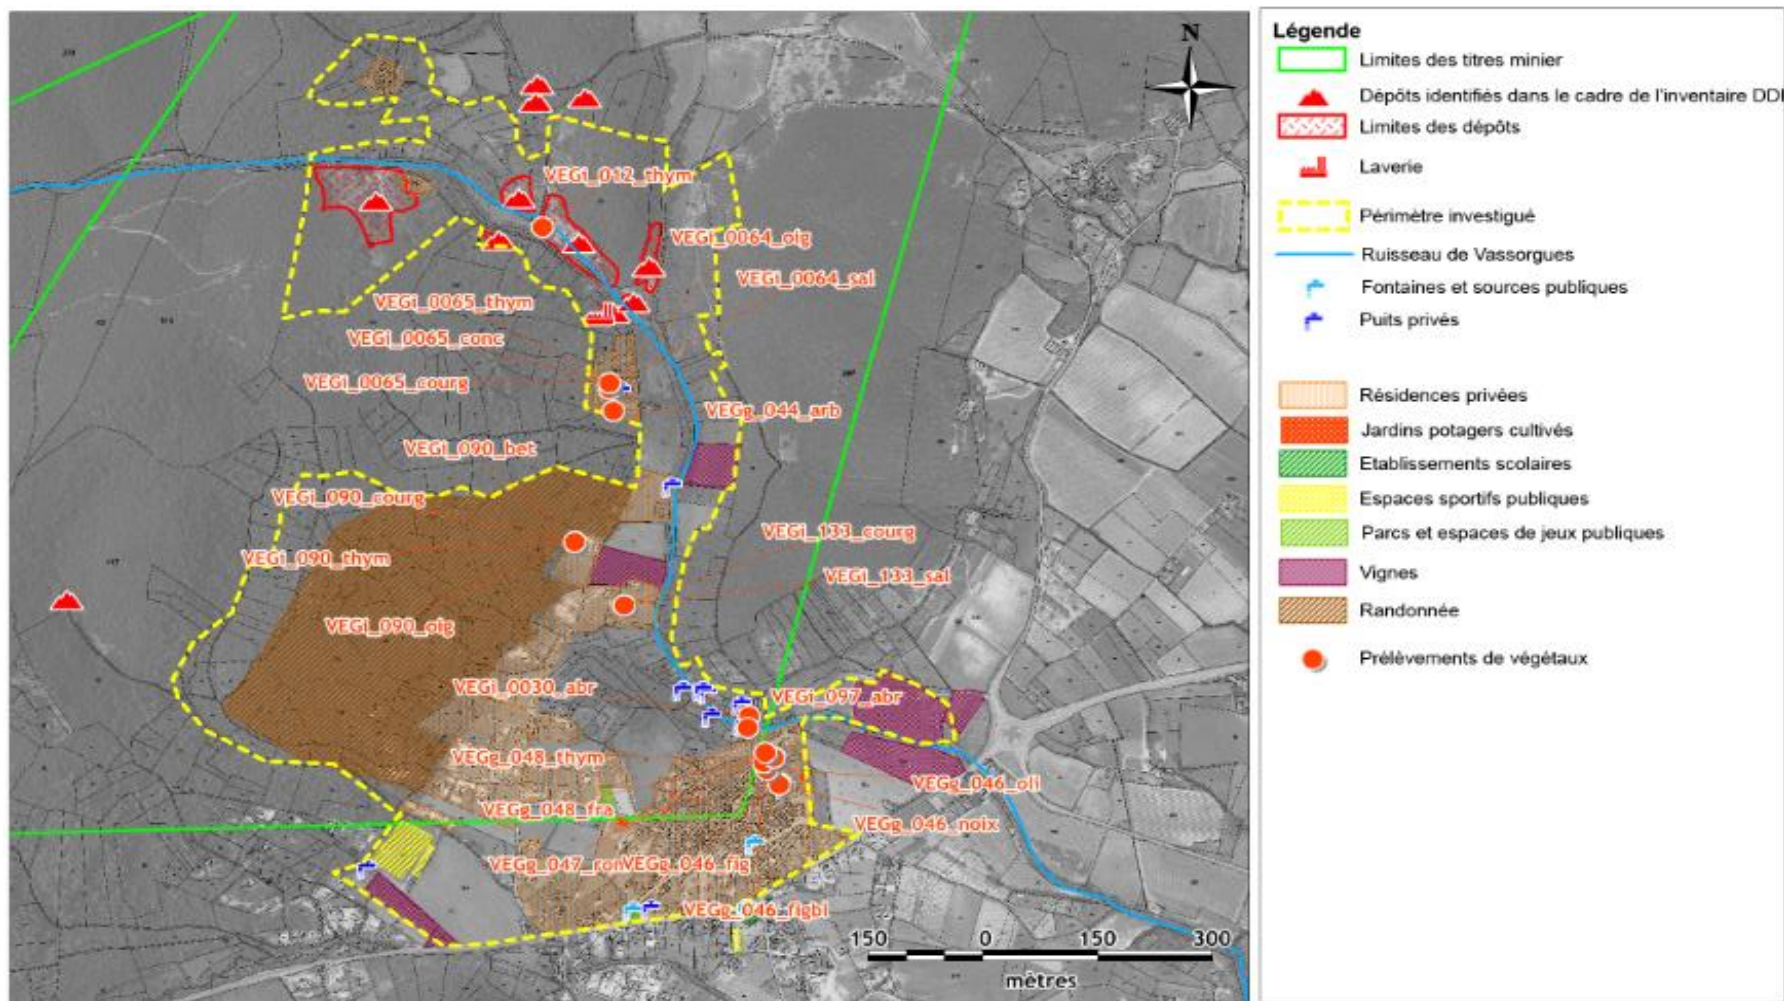 VEGi_012_thym
VEGi_0064_oig
VEGi_0064_sal
VEGi_0065_thym
VEGi_0065_conc
VEGi_0065_courg
VEGg_044_arb
VEGi_090_bet
VEGi_090_courg
VEGi_133_courg
VEGi_090_thym
VEGi_133_sal
VEGi_090_oig
VEGi_0030_abr
VEGi_097_abr
VEGg_048_thym
VEGg_046_oli
VEGg_048_fra
VEGg_046_noix
VEGg_047_rom
VEGg_046_fig
VEGg_046_figbl
N
150 0 150 300
mètres
Légende
Limites des titres minier
Dépôts identifiés dans le cadre de l'inventaire DDI
Limites des dépôts
Laverie
Périmètre investigué
Ruisseau de Vassorgues
Fontaines et sources publiques
Puits privés
Résidences privées
Jardins potagers cultivés
Etablissements scolaires
Espaces sportifs publiques
Parcs et espaces de jeux publiques
Vignes
Randonnée
Prélèvements de végétaux